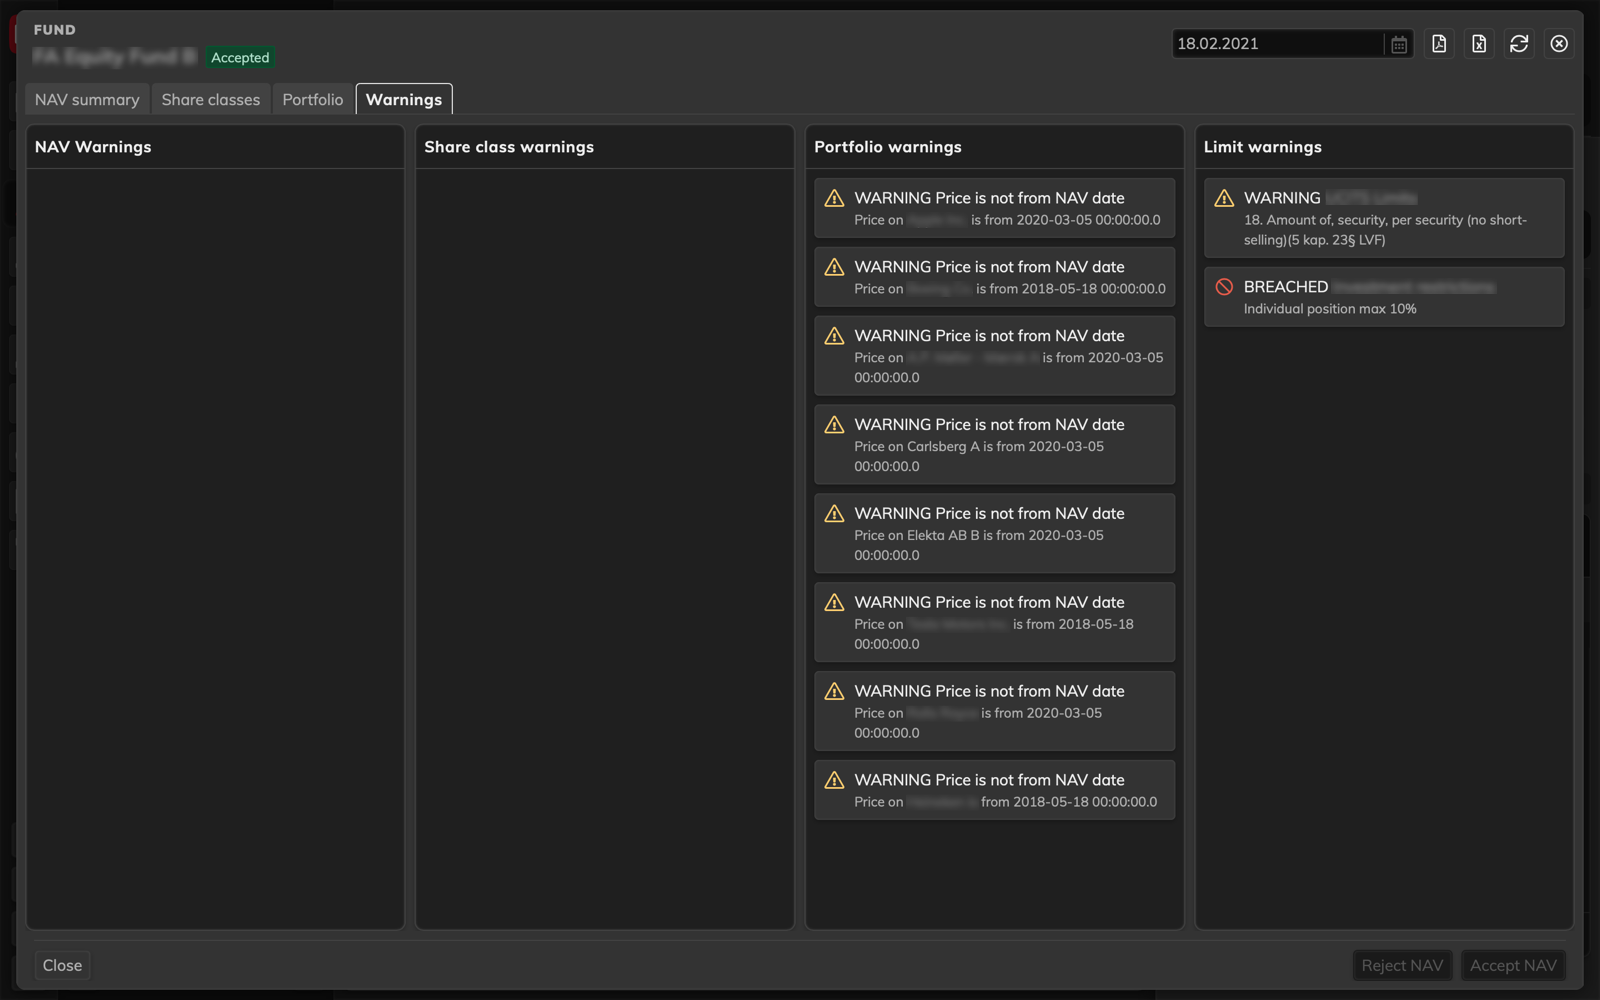 FUND
Accepted
18.02.2021
NAV summary
Share classes
Portfolio
Warnings
NAV Warnings
Share class warnings
Portfolio warnings
WARNING Price is not from NAV date
Price on is from 2020-03-05 00:00:00.0
WARNING Price is not from NAV date
Price on is from 2018-05-18 00:00:00.0
WARNING Price is not from NAV date
Price on is from 2020-03-05
00:00:00.0
WARNING Price is not from NAV date
Price on Carlsberg A is from 2020-03-05
00:00:00.0
WARNING Price is not from NAV date
Price on Elekta AB B is from 2020-03-05
00:00:00.0
WARNING Price is not from NAV date
Price on is from 2018-05-18
00:00:00.0
WARNING Price is not from NAV date
Price on is from 2020-03-05
00:00:00.0
WARNING Price is not from NAV date
Price on from 2018-05-18 00:00:00.0
Limit warnings
WARNING
18. Amount of, security, per security (no short-
selling)(5 kap. 23§ LVF)
BREACHED
Individual position max 10%
Close
Reject NAV
Accept NAV